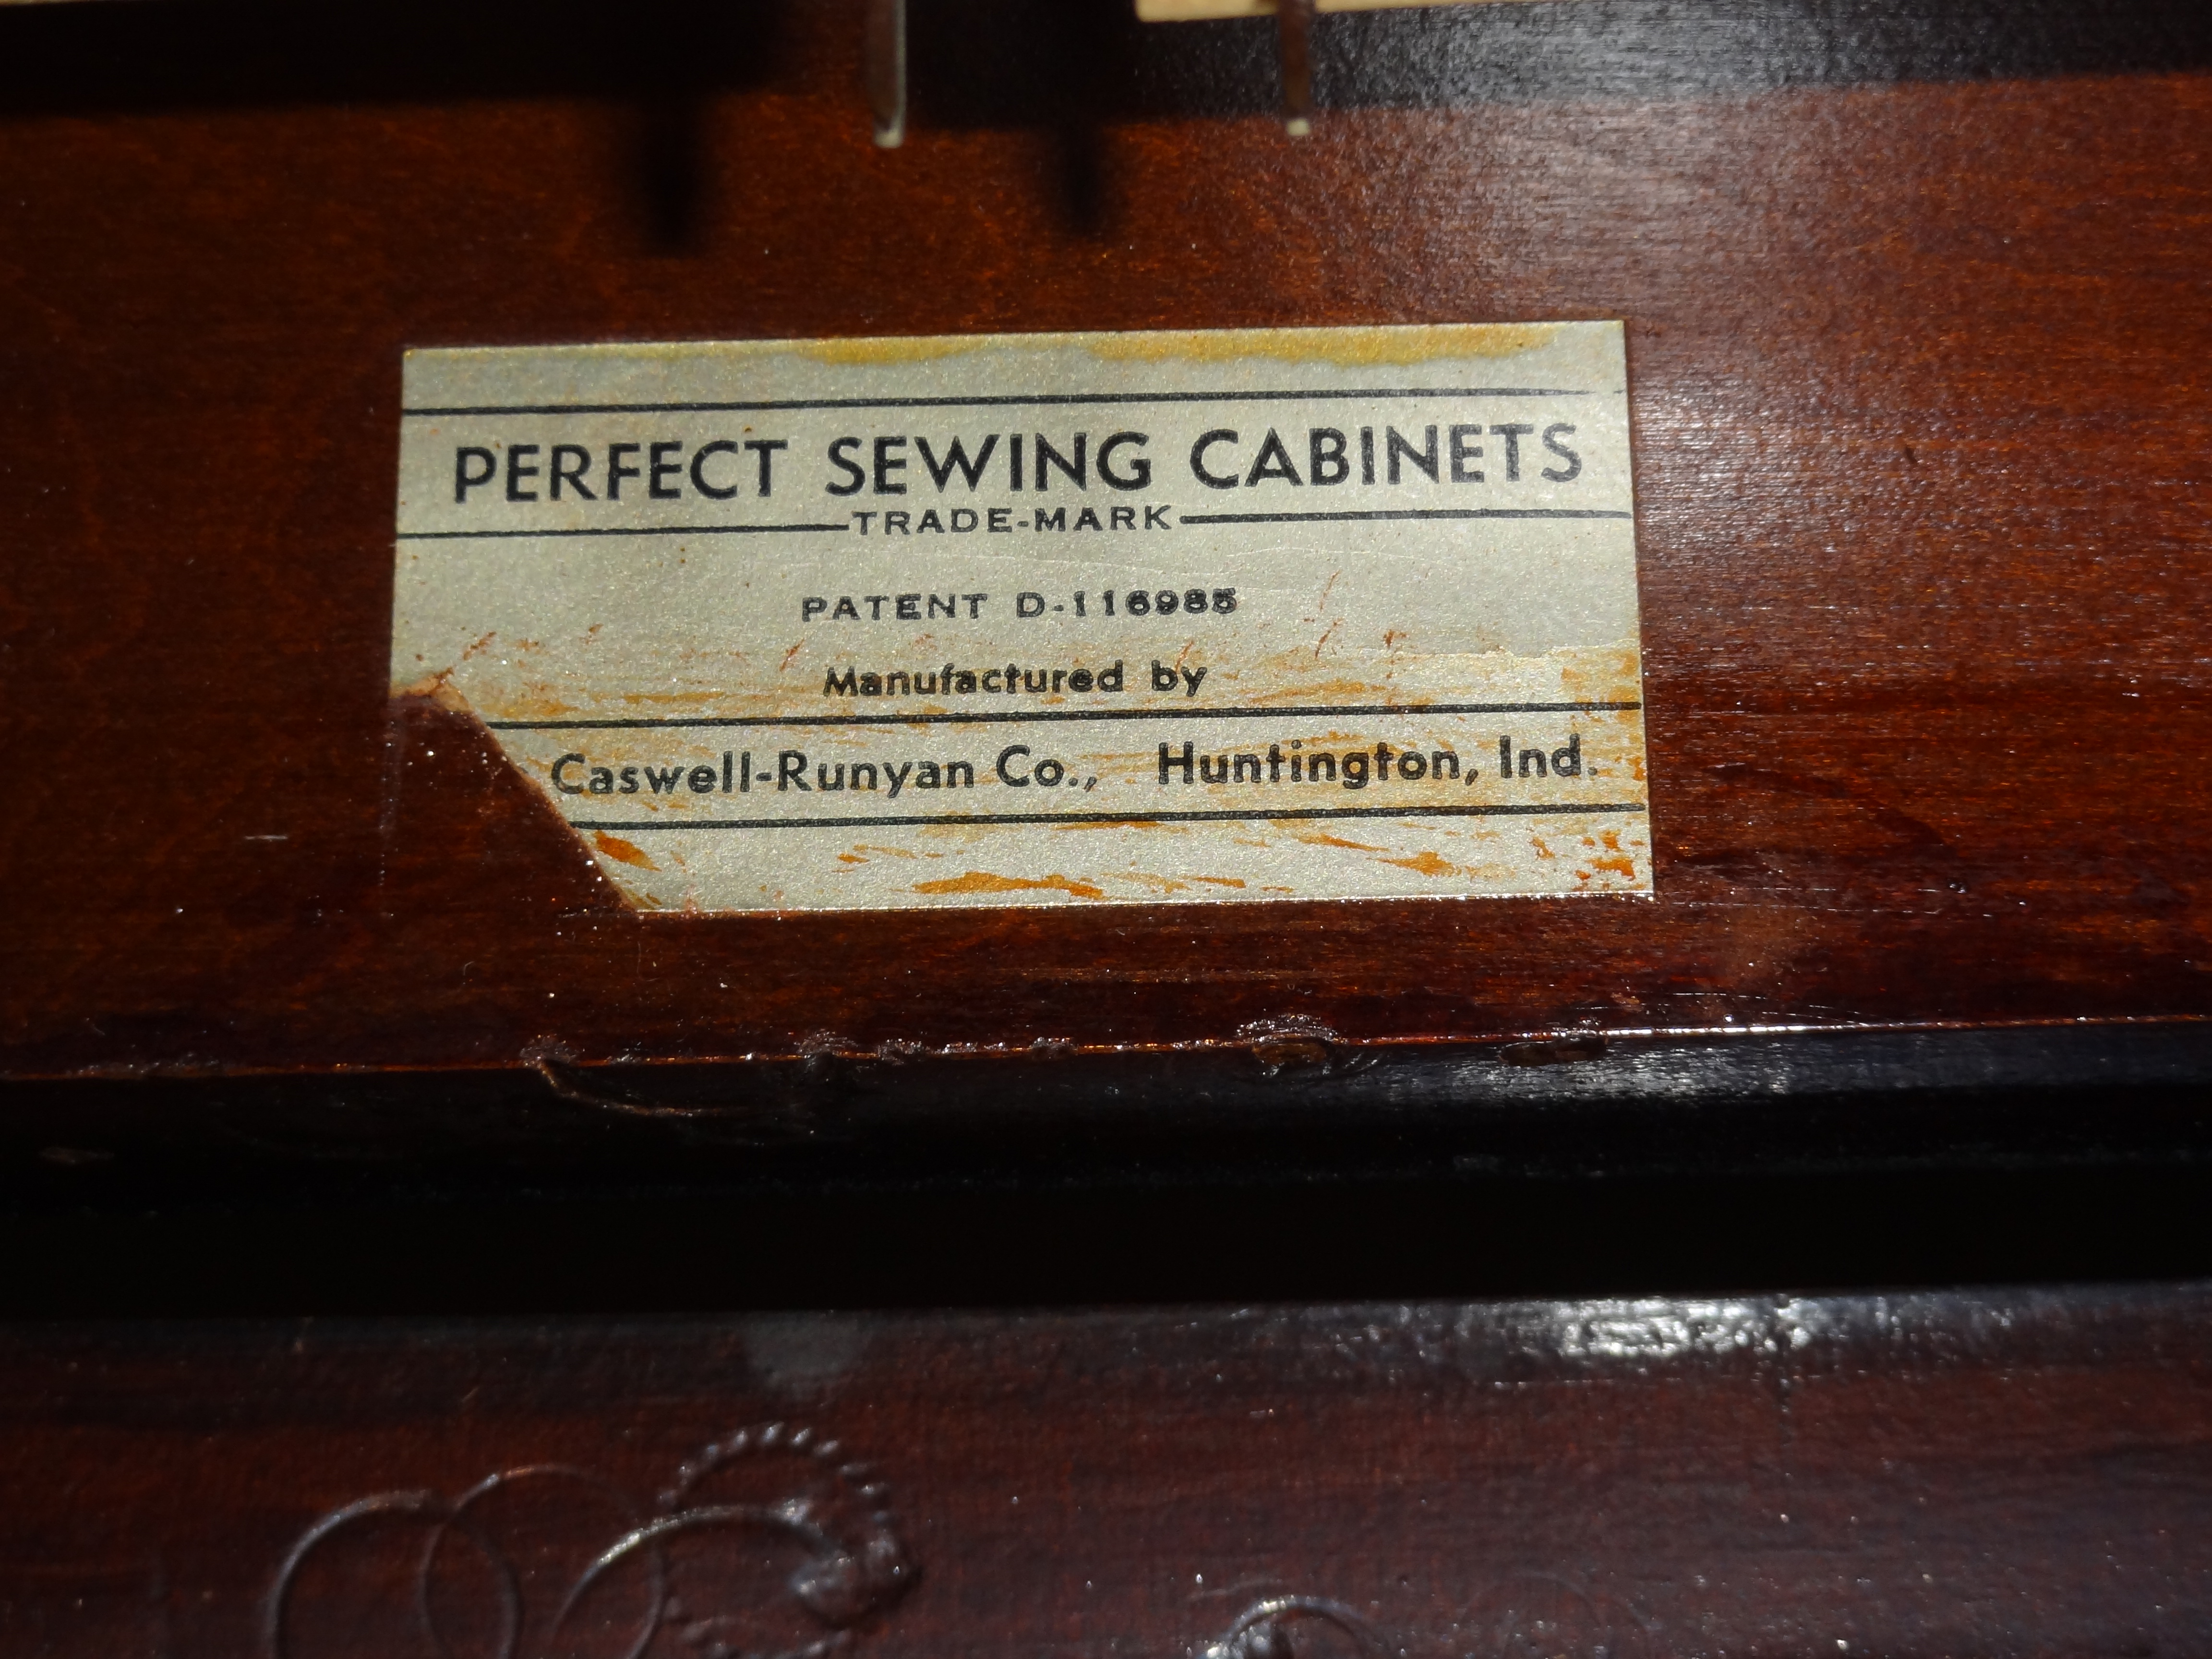 PERFECT SEWING CABINETS
TRADE-MARK
PATENT D-116985
Manufactured by
Caswell-Runyan Co., Huntington, Ind.